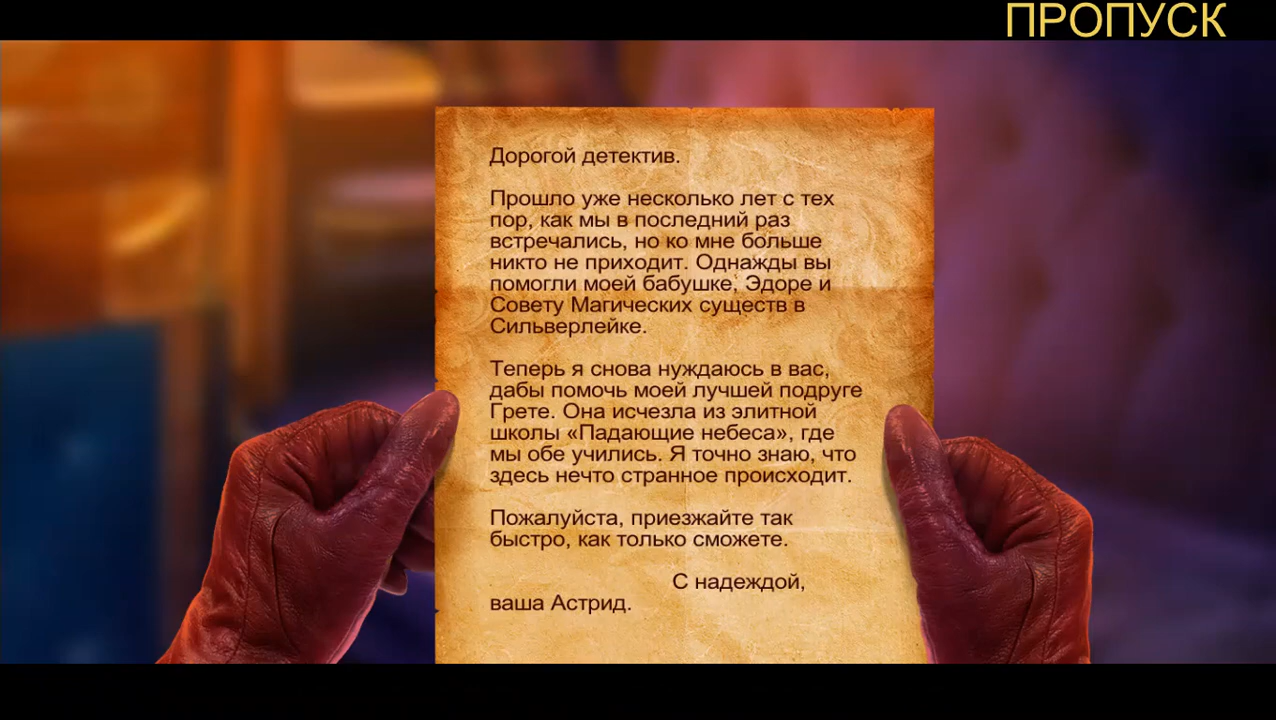 ПРОПУСК
Дорогой детектив.
Прошло уже несколько лет с тех
пор, как мы в последний раз
встречались, но ко мне больше
никто не приходит. Однажды вы
помогли моей бабушке, Эдоре и
Совету Магических существ в
Сильверлейке.
Теперь я снова нуждаюсь в вас,
дабы помочь моей лучшей подруге
Грете. Она исчезла из элитной
школы «Падающие небеса», где
мы обе учились. Я точно знаю, что
здесь нечто странное происходит.
Пожалуйста, приезжайте так
быстро, как только сможете.
С надеждой,
ваша Астрид.